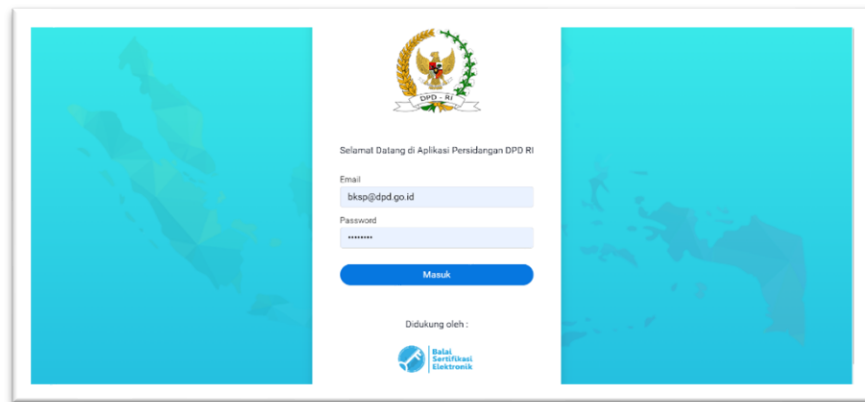 DPD - RI
Selamat Datang di Aplikasi Persidangan DPD RI
Email
bksp@dpd.go.id
Password
••••••••
Masuk
Didukung oleh :
Balai
Sertifikasi
Elektronik